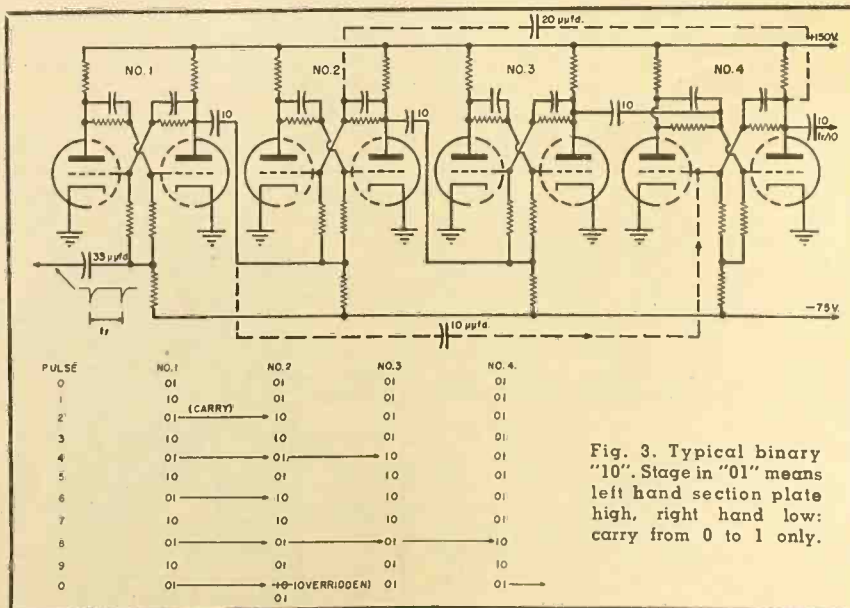 20 μμfd.
+150V.
NO. 1
NO.2
NO. 3
NO. 4
10
10
10
10
fr/10
33 μμfd.
fr
-75V.
10 μμfd.
PULSE NO.1 NO. 2 NO. 3 NO. 4.
0 01 01 01 01
1 10 01 01 01
2 01 (CARRY) 10 01 01
3 10 10 01 01
4 01 01 10 01
5 10 01 10 01
6 01 10 10 01
7 10 10 10 01
8 01 01 01 10
9 10 01 01 10
0 01 10 (OVERRIDDEN) 01 01
01
Fig. 3. Typical binary
"10". Stage in "01" means
left hand section plate
high, right hand low:
carry from 0 to 1 only.